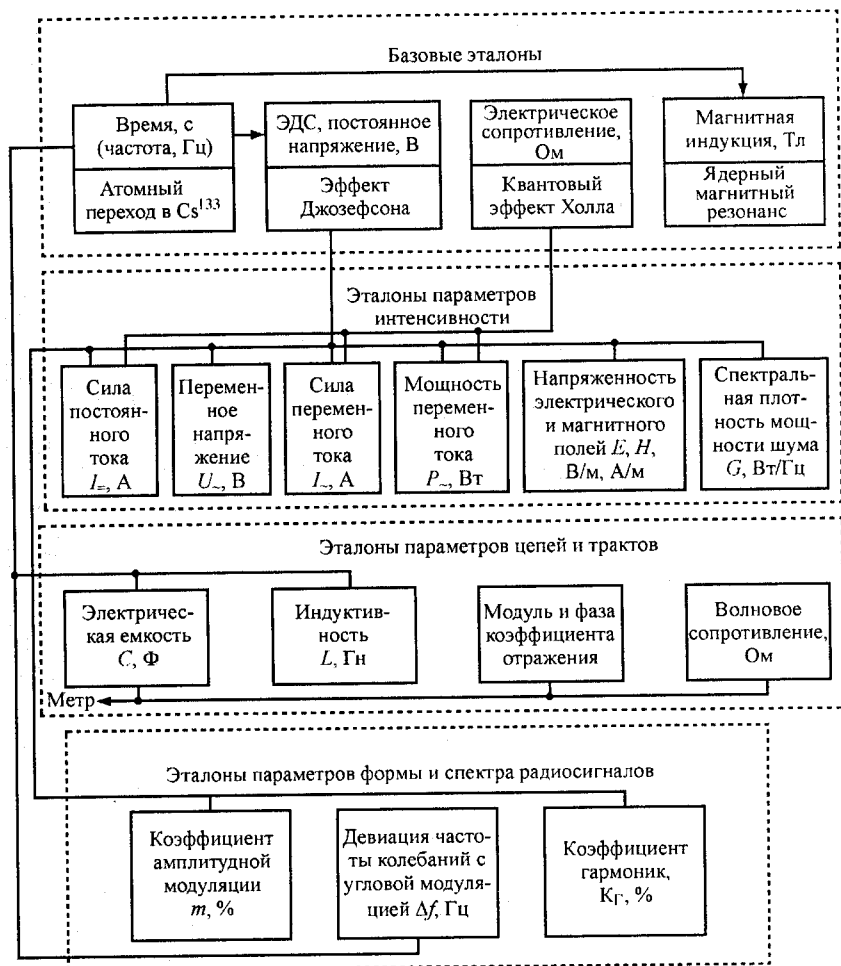 Базовые эталоны
Время, с
(частота, Гц)
Атомный
переход в Cs¹³³
ЭДС, постоянное
напряжение, В
Эффект
Джозефсона
Электрическое
сопротивление,
Ом
Квантовый
эффект Холла
Магнитная
индукция, Тл
Ядерный
магнитный
резонанс
Эталоны параметров
интенсивности
Сила
постоян-
ного
тока
I₌, А
Перемен-
ное
напря-
жение
U~, В
Сила
перемен-
ного
тока
I~, А
Мощность
перемен-
ного
тока
P~, Вт
Напряженность
электрического
и магнитного
полей E, H,
В/м, А/м
Спектраль-
ная плот-
ность мощ-
ности шума
G, Вт/Гц
Эталоны параметров цепей и трактов
Электричес-
кая емкость
C, Ф
Индуктив-
ность
L, Гн
Модуль и фаза
коэффициента
отражения
Волновое
сопротивление,
Ом
Метр
Эталоны параметров формы и спектра радиосигналов
Коэффициент
амплитудной
модуляции
m, %
Девиация часто-
ты колебаний с
угловой модуля-
цией Δf, Гц
Коэффициент
гармоник,
К_Г, %